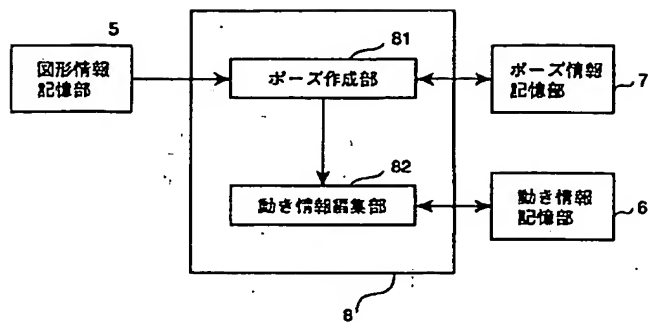 5
図形情報
記憶部
81
ポーズ作成部
ポーズ情報
記憶部
7
82
動き情報編集部
動き情報
記憶部
6
8